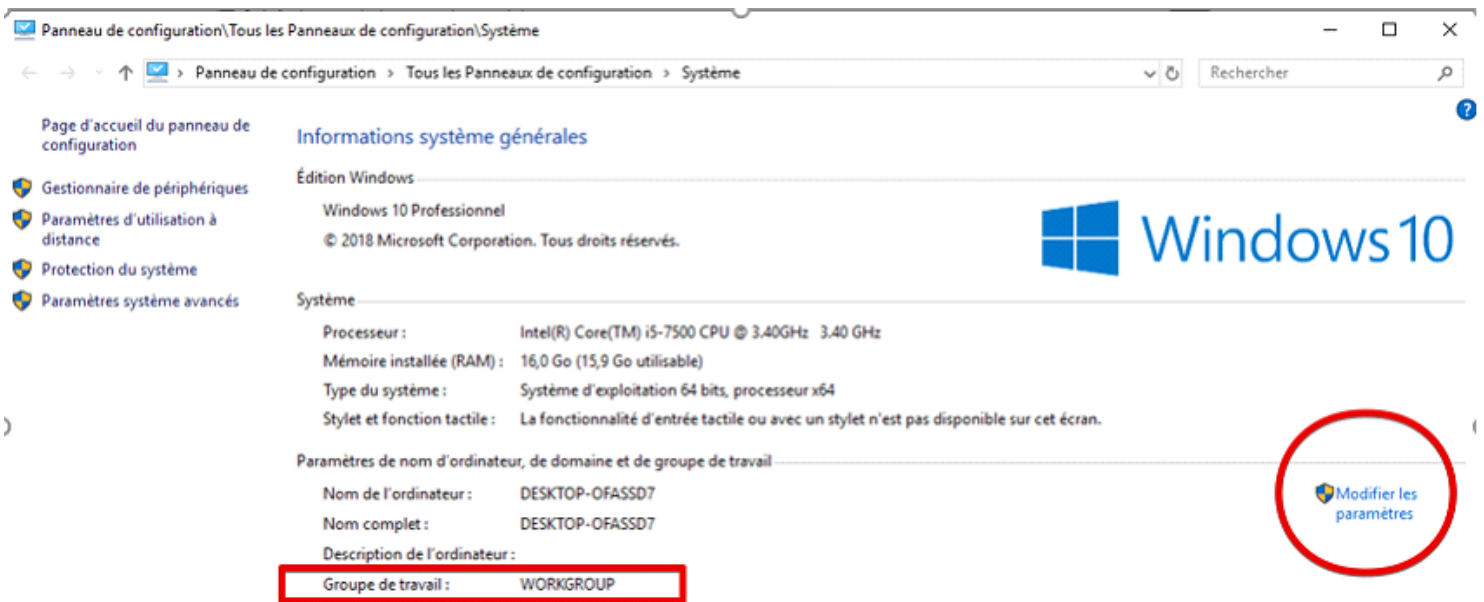 Panneau de configuration\Tous les Panneaux de configuration\Système
Panneau de configuration > Tous les Panneaux de configuration > Système
Rechercher
Page d'accueil du panneau de
configuration
Gestionnaire de périphériques
Paramètres d'utilisation à
distance
Protection du système
Paramètres système avancés
Informations système générales
Édition Windows
Windows 10 Professionnel
© 2018 Microsoft Corporation. Tous droits réservés.
Windows 10
Système
Processeur : Intel(R) Core(TM) i5-7500 CPU @ 3.40GHz 3.40 GHz
Mémoire installée (RAM) : 16,0 Go (15,9 Go utilisable)
Type du système : Système d'exploitation 64 bits, processeur x64
Stylet et fonction tactile : La fonctionnalité d'entrée tactile ou avec un stylet n'est pas disponible sur cet écran.
Paramètres de nom d'ordinateur, de domaine et de groupe de travail
Nom de l'ordinateur : DESKTOP-OFASSD7
Nom complet : DESKTOP-OFASSD7
Description de l'ordinateur :
Groupe de travail : WORKGROUP
Modifier les
paramètres